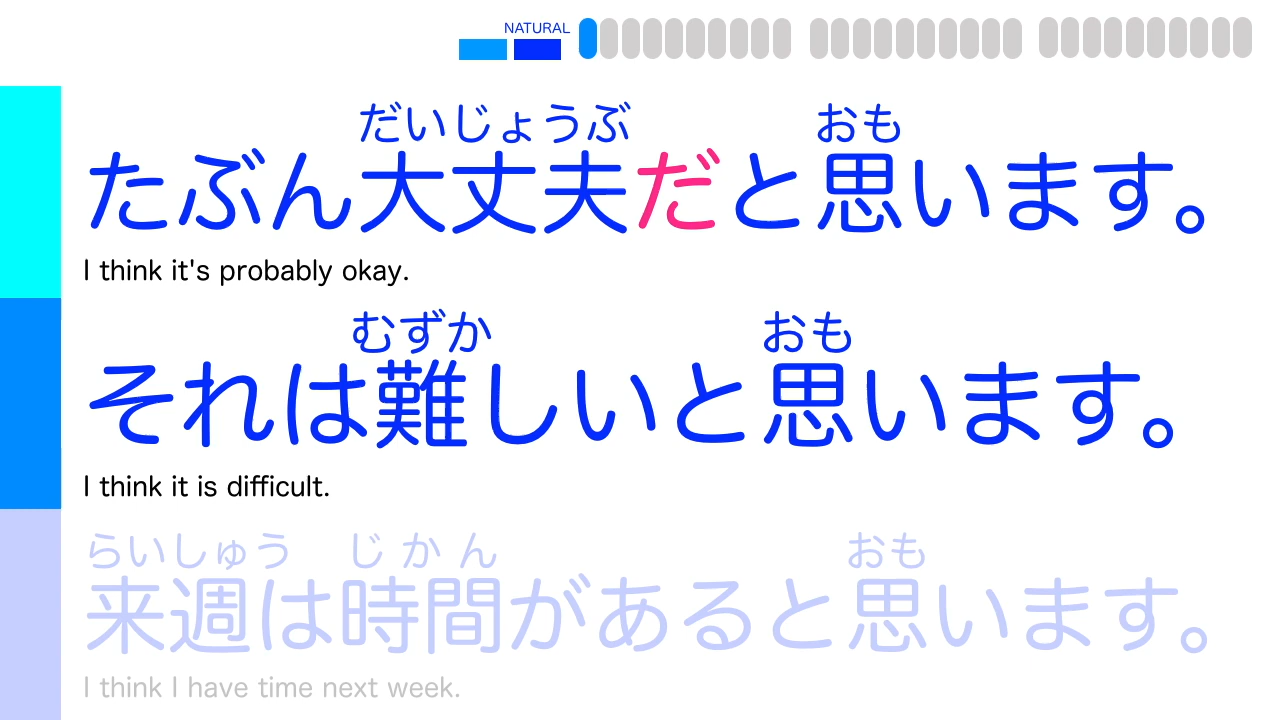 NATURAL
だいじょうぶ おも
たぶん大丈夫だと思います。
I think it's probably okay.
むずか おも
それは難しいと思います。
I think it is difficult.
らいしゅう じかん おも
来週は時間があると思います。
I think I have time next week.